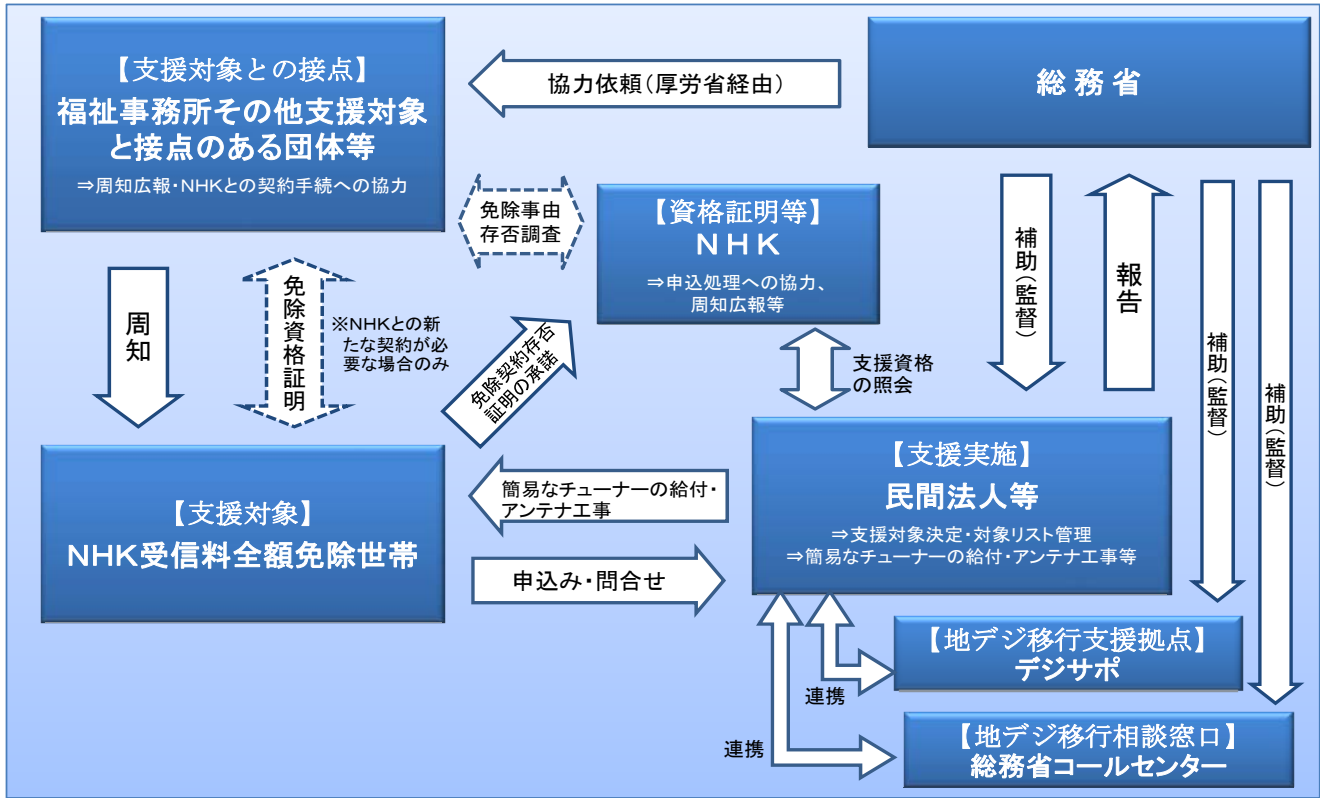 【支援対象との接点】
福祉事務所その他支援対象
と接点のある団体等
⇒周知広報・NHKとの契約手続への協力
協力依頼(厚労省経由)
総務省
免除事由
存否調査
【資格証明等】
NHK
⇒申込処理への協力、
周知広報等
周知
免除資格証明
※NHKとの新
たな契約が必
要な場合のみ
免除契約存否
証明の承諾
支援資格
の照会
補助(監督)
報告
補助(監督)
補助(監督)
【支援対象】
NHK受信料全額免除世帯
簡易なチューナーの給付・
アンテナ工事
申込み・問合せ
【支援実施】
民間法人等
⇒支援対象決定・対象リスト管理
⇒簡易なチューナーの給付・アンテナ工事等
連携
【地デジ移行支援拠点】
デジサポ
連携
【地デジ移行相談窓口】
総務省コールセンター